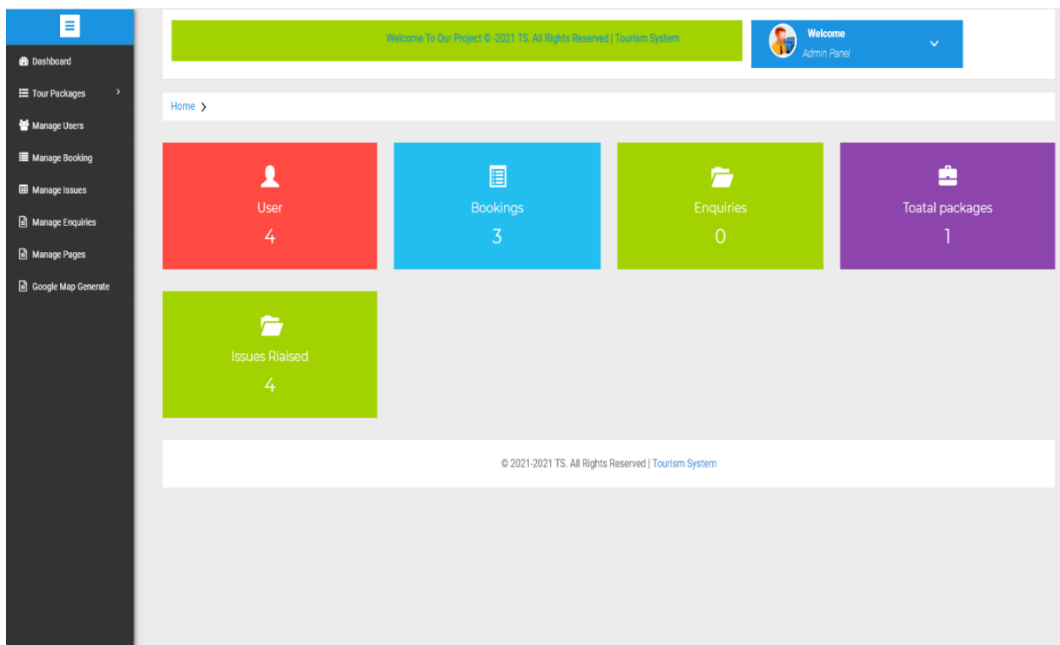 Welcome To Our Project © -2021 TS. All Rights Reserved | Tourism System
Welcome
Admin Panel
Dashboard
Tour Packages
Manage Users
Manage Booking
Manage Issues
Manage Enquiries
Manage Pages
Google Map Generate
Home
User
4
Bookings
3
Enquiries
0
Toatal packages
1
Issues Riaised
4
© 2021-2021 TS. All Rights Reserved | Tourism System